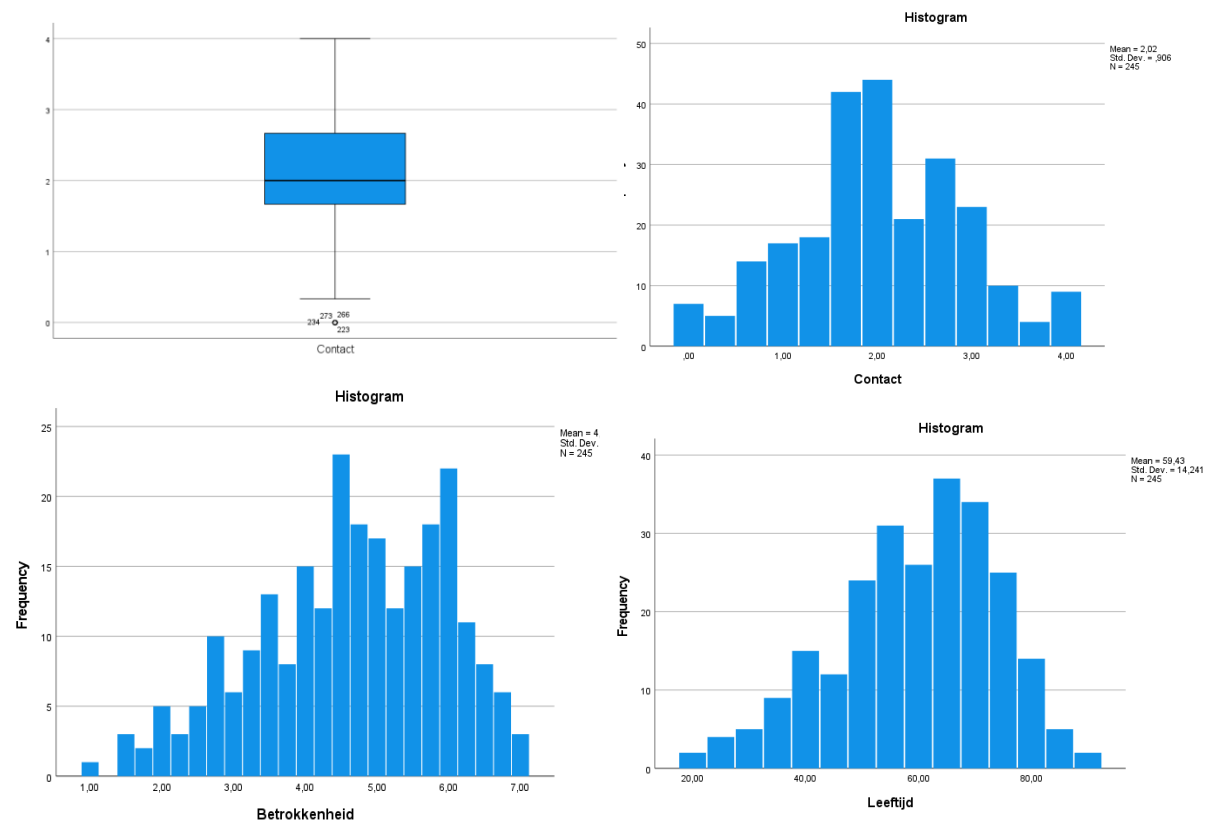 4
3
2
1
0
273 266
234
223
Contact
Histogram
Mean = 2,02
Std. Dev. = ,906
N = 245
50
40
30
20
10
0
,00 1,00 2,00 3,00 4,00
Contact
Histogram
Mean = 4
Std. Dev.
N = 245
25
20
15
10
5
0
Frequency
1,00 2,00 3,00 4,00 5,00 6,00 7,00
Betrokkenheid
Histogram
Mean = 59,43
Std. Dev. = 14,241
N = 245
40
30
20
10
0
Frequency
20,00 40,00 60,00 80,00
Leeftijd